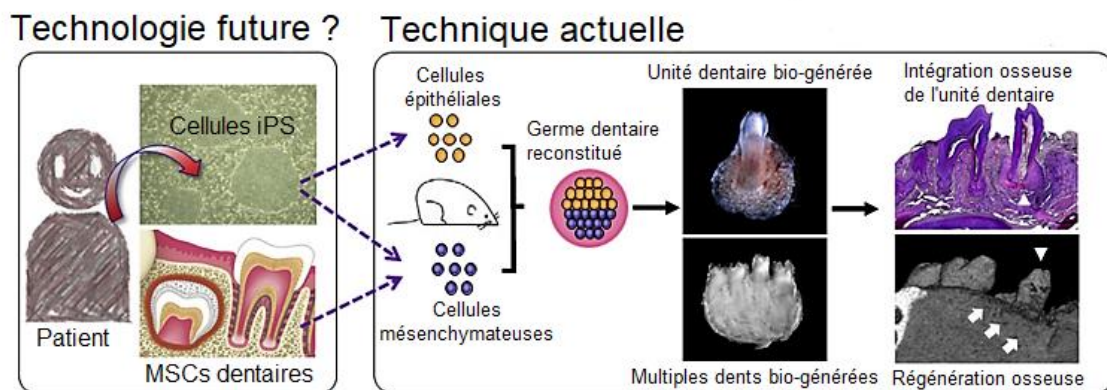 Technologie future ?
Cellules iPS
Patient
MSCs dentaires
Technique actuelle
Cellules
épithéliales
Cellules
mésenchymateuses
Germe dentaire
reconstitué
Unité dentaire bio-générée
Multiples dents bio-générées
Intégration osseuse
de l'unité dentaire
Régénération osseuse